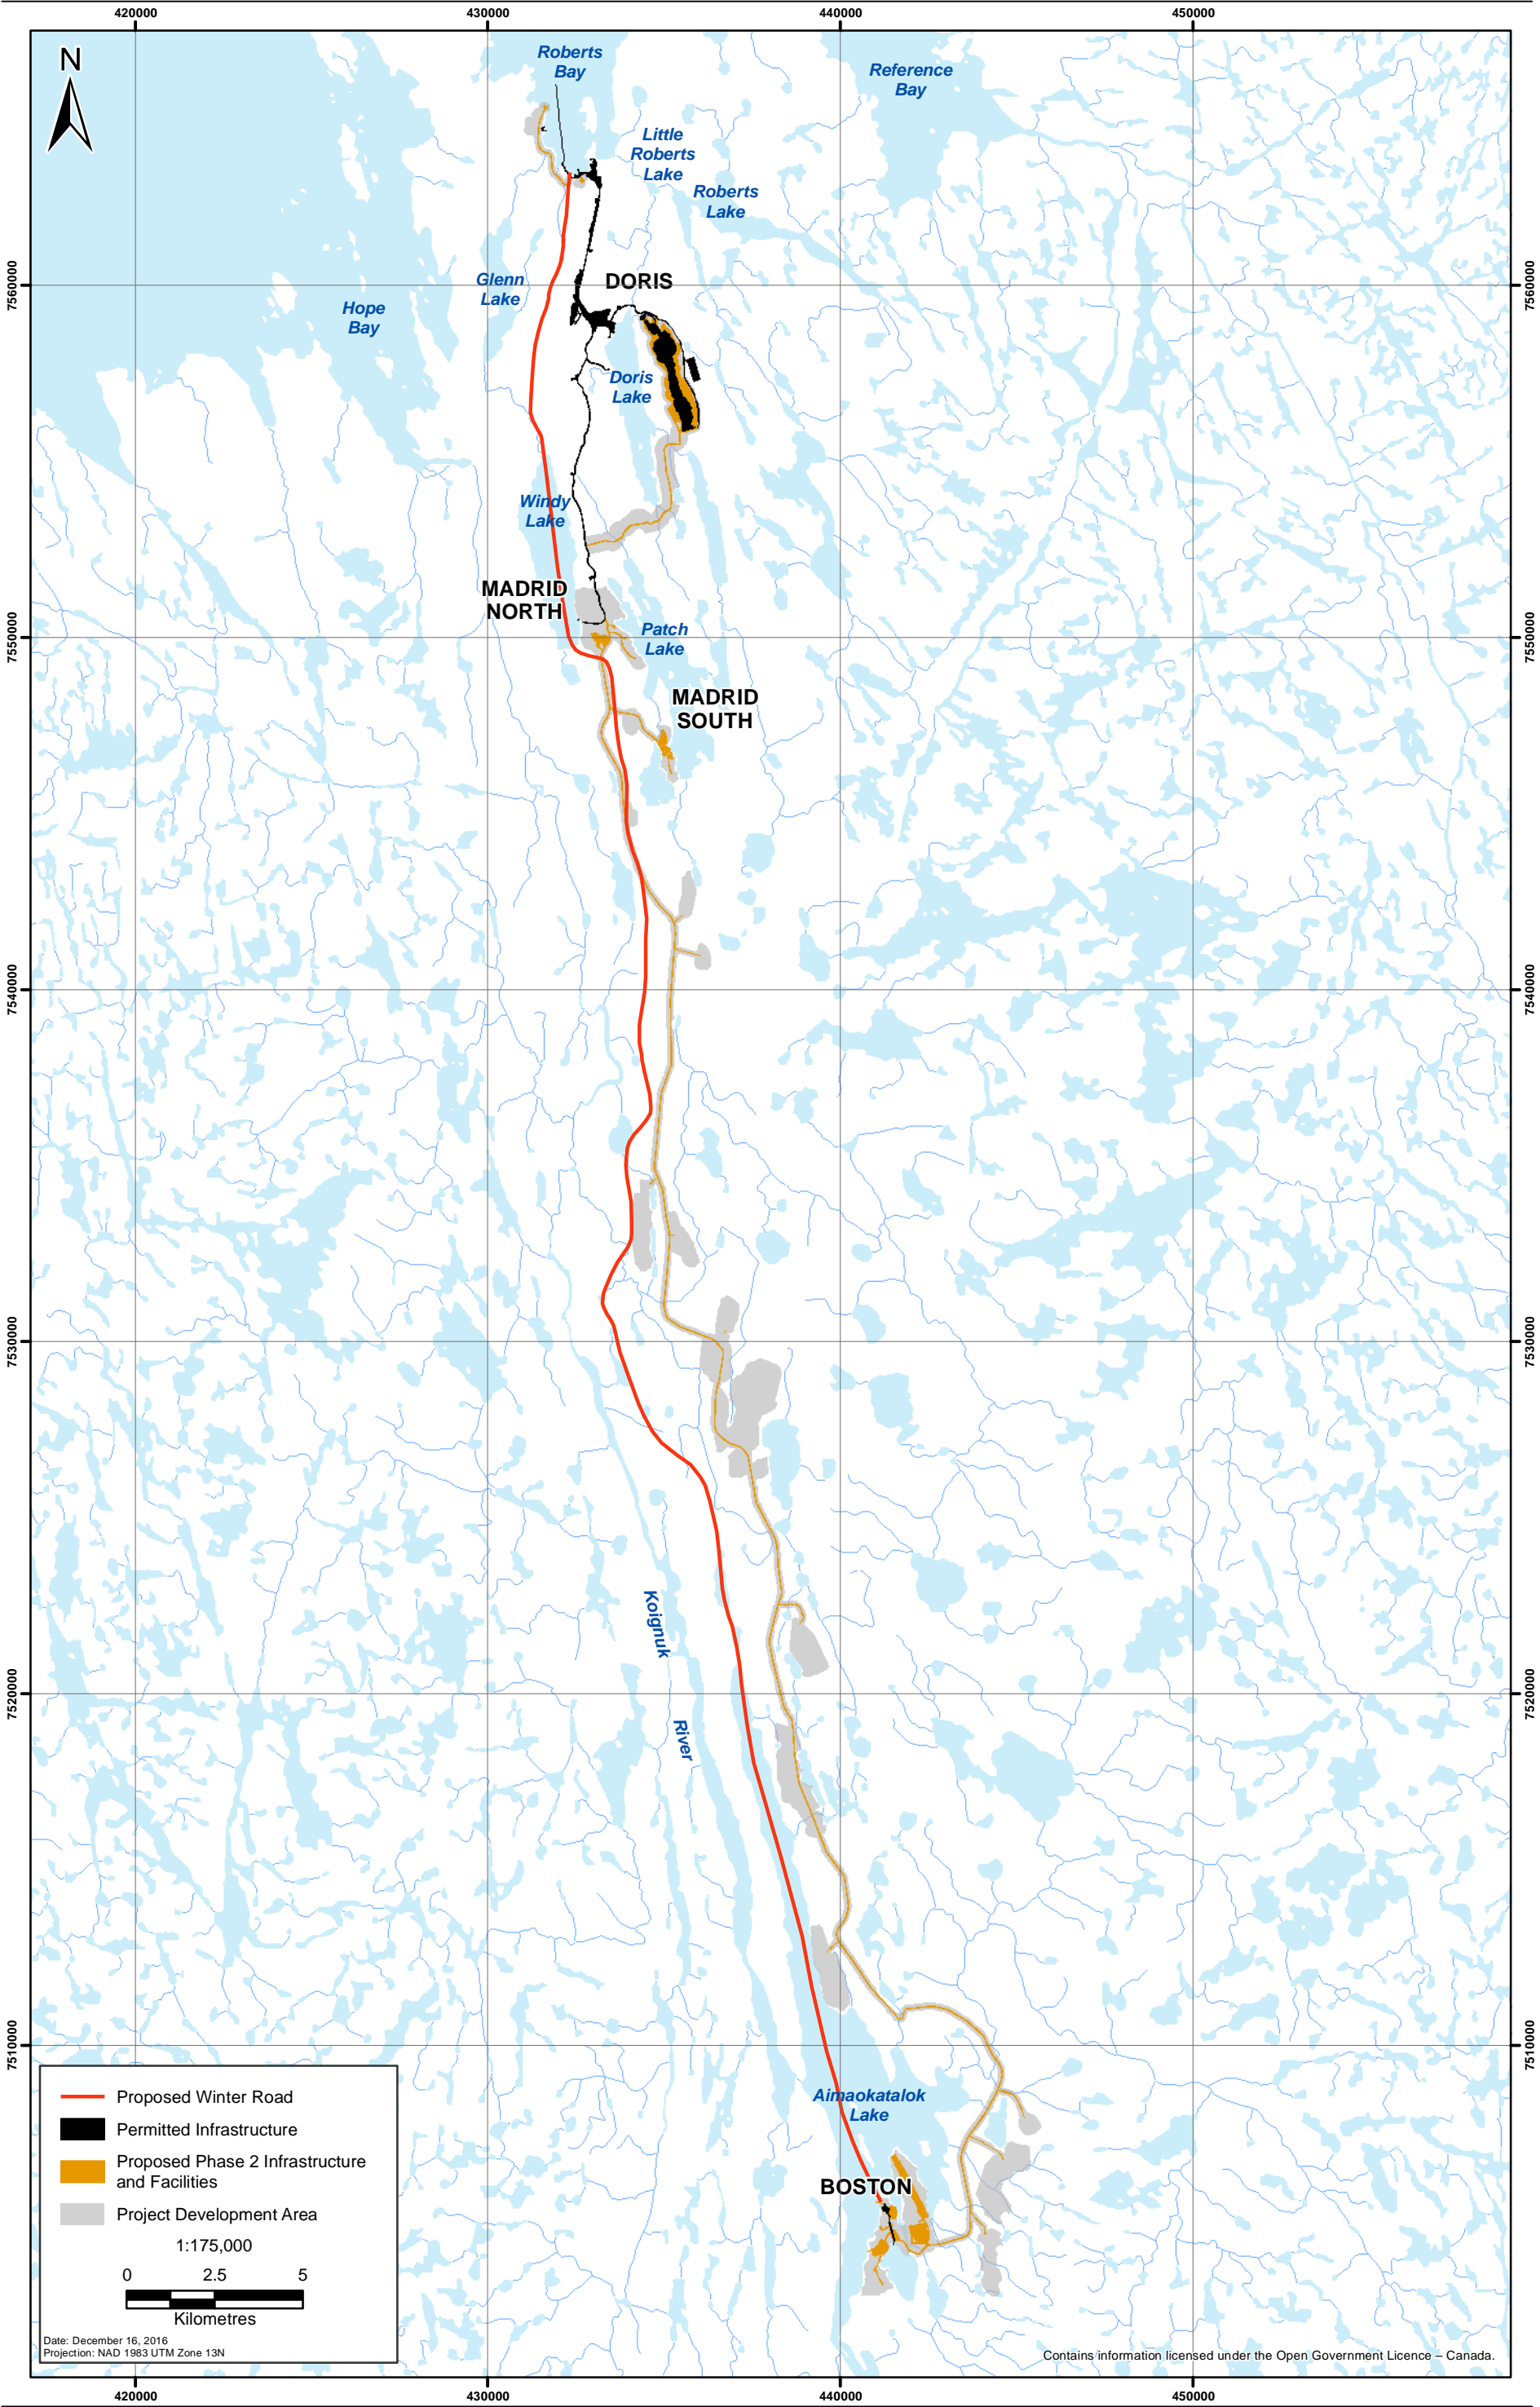 420000
430000
440000
450000
N
Roberts
Bay
Reference
Bay
Little
Roberts
Lake
Roberts
Lake
7560000
Glenn
Lake
DORIS
7560000
Hope
Bay
Doris
Lake
Windy
Lake
MADRID
NORTH
7550000
Patch
Lake
7550000
MADRID
SOUTH
7540000
7540000
7530000
7530000
Koignuk
River
7520000
7520000
7510000
7510000
Aimaokatalok
Lake
BOSTON
Proposed Winter Road
Permitted Infrastructure
Proposed Phase 2 Infrastructure
and Facilities
Project Development Area
1:175,000
0 2.5 5
Kilometres
Date: December 16, 2016
Projection: NAD 1983 UTM Zone 13N
Contains information licensed under the Open Government Licence – Canada.
420000
430000
440000
450000